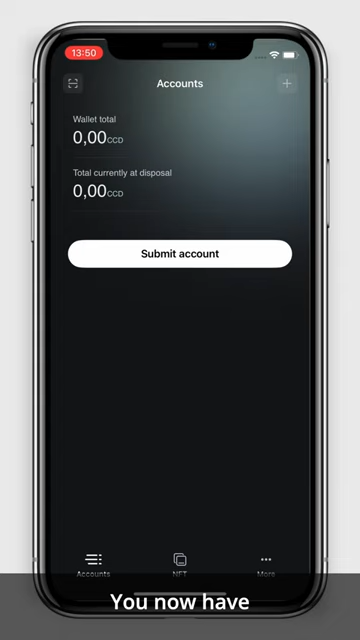 13:50
Accounts
Wallet total
0,00CCD
Total currently at disposal
0,00CCD
Submit account
Accounts
NFT
More
You now have